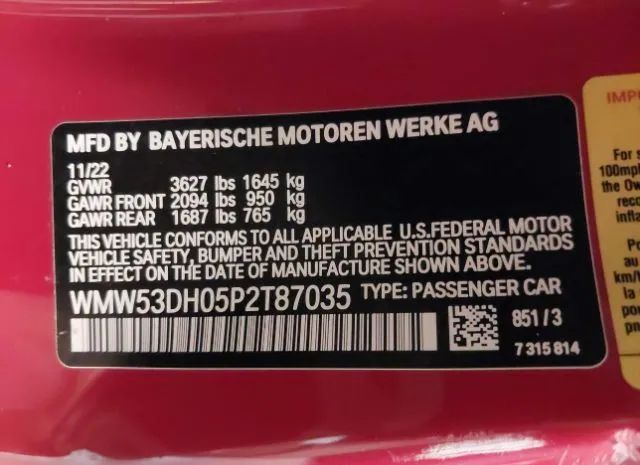 MFD BY BAYERISCHE MOTOREN WERKE AG
11/22
GVWR 3627 lbs 1645 kg
GAWR FRONT 2094 lbs 950 kg
GAWR REAR 1687 lbs 765 kg
THIS VEHICLE CONFORMS TO ALL APPLICABLE U.S.FEDERAL MOTOR
VEHICLE SAFETY, BUMPER AND THEFT PREVENTION STANDARDS
IN EFFECT ON THE DATE OF MANUFACTURE SHOWN ABOVE.
WMW53DH05P2T87035 TYPE: PASSENGER CAR
851 / 3
7 315 814
For
100mph
the